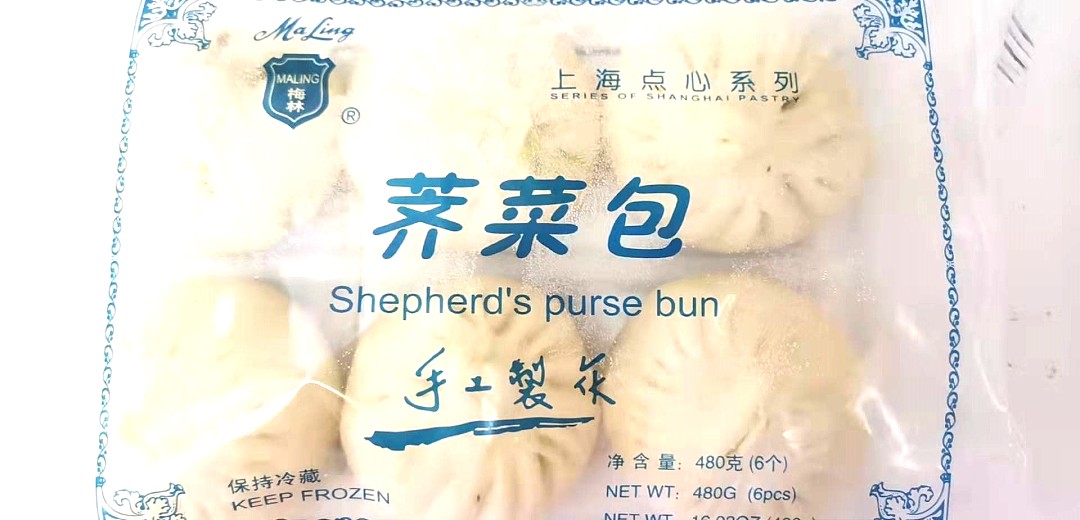 MaLing
MALING
梅
林
®
上海点心系列
SERIES OF SHANGHAI PASTRY
荠菜包
Shepherd's purse bun
手工製作
保持冷藏
KEEP FROZEN
净含量：480克 (6个)
NET WT：480G (6pcs)
NET WT：